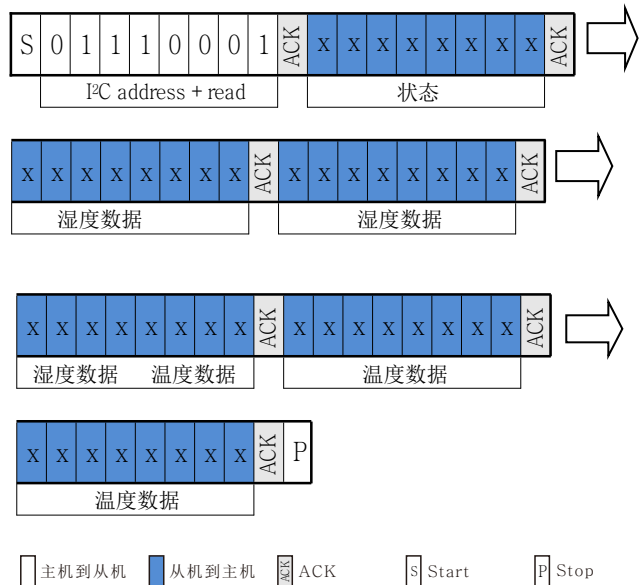 S 0 1 1 1 0 0 0 1 ACK x x x x x x x x ACK
I²C address + read 状态
x x x x x x x x ACK x x x x x x x x ACK
湿度数据 湿度数据
x x x x x x x x ACK x x x x x x x x ACK
湿度数据 温度数据 温度数据
x x x x x x x x ACK P
温度数据
主机到从机 从机到主机 ACK ACK S Start P Stop